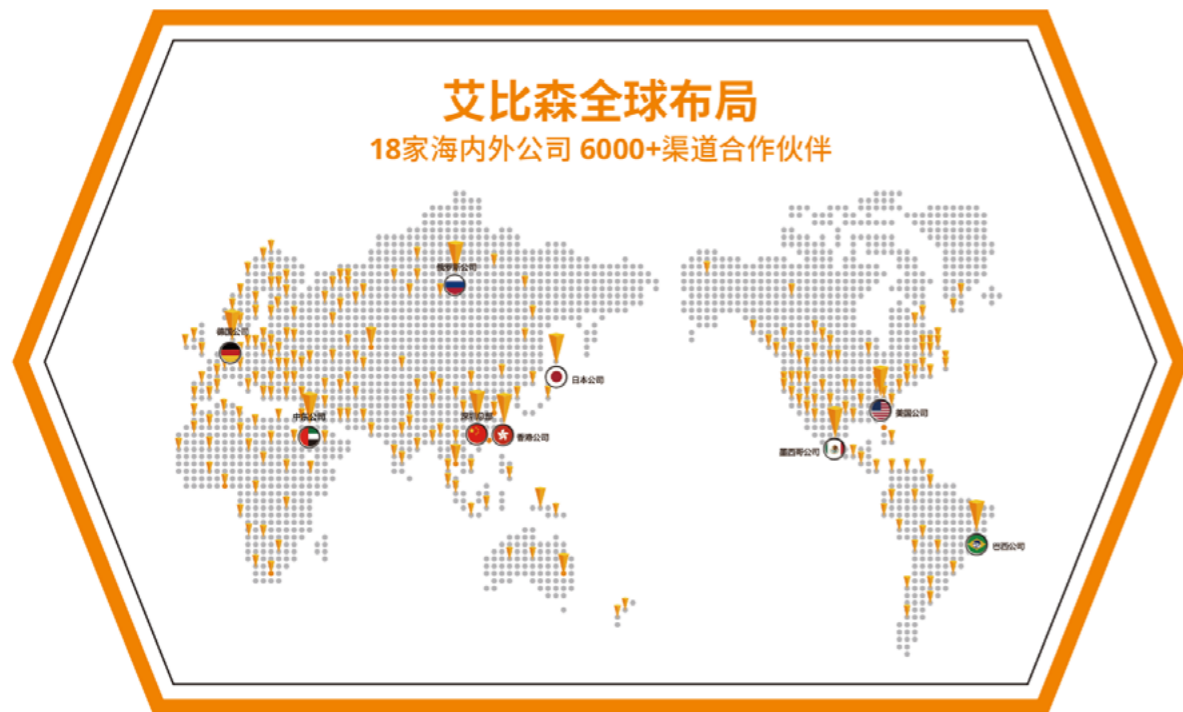 艾比森全球布局
18家海内外公司 6000+渠道合作伙伴
俄罗斯公司
德国公司
日本公司
中东公司
深圳总部
香港公司
美国公司
墨西哥公司
巴西公司